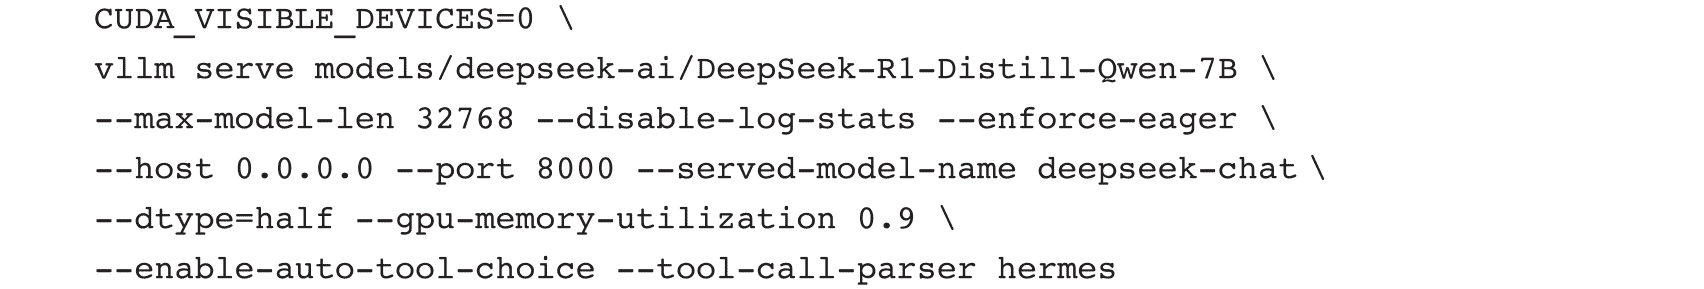 CUDA_VISIBLE_DEVICES=0 \
vllm serve models/deepseek-ai/DeepSeek-R1-Distill-Qwen-7B \
--max-model-len 32768 --disable-log-stats --enforce-eager \
--host 0.0.0.0 --port 8000 --served-model-name deepseek-chat \
--dtype=half --gpu-memory-utilization 0.9 \
--enable-auto-tool-choice --tool-call-parser hermes